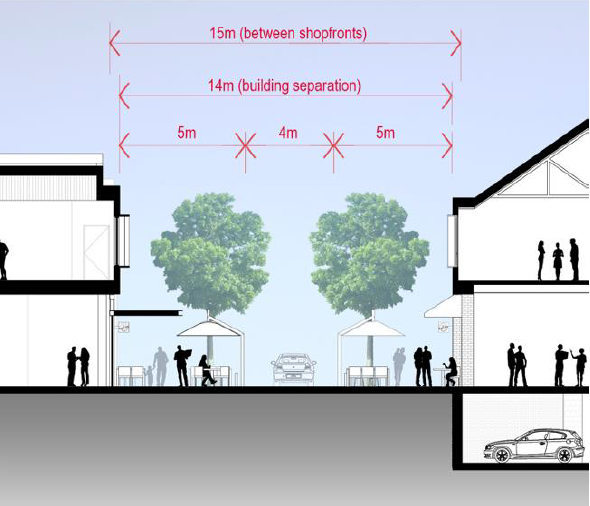 15m (between shopfronts)
14m (building separation)
5m
4m
5m